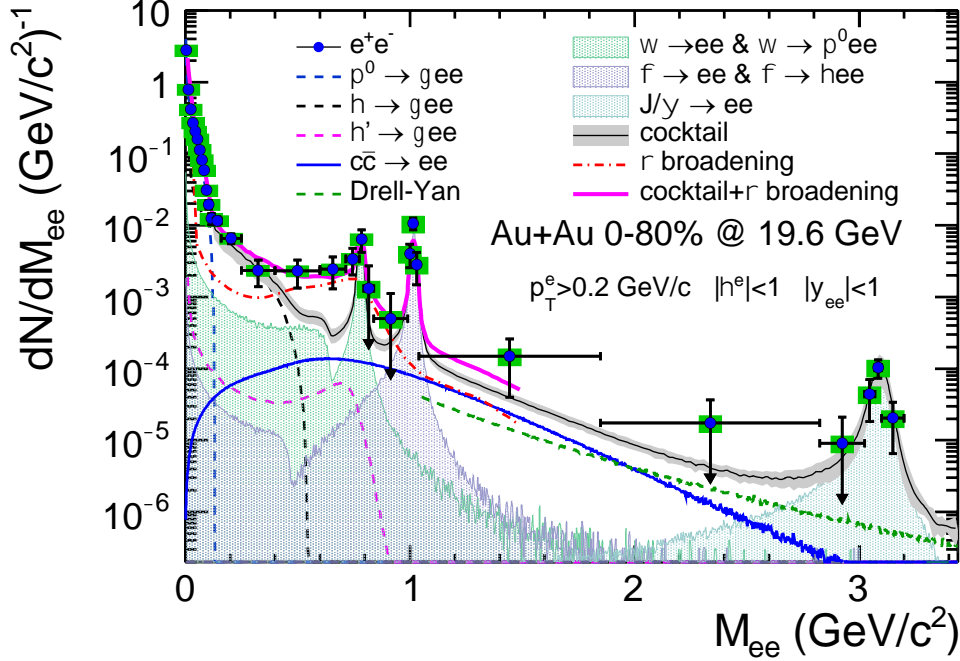 dN/dM_ee (GeV/c²)⁻¹
10
1
10⁻¹
10⁻²
10⁻³
10⁻⁴
10⁻⁵
10⁻⁶
e⁺e⁻
p⁰ → gee
h → gee
h' → gee
cc̅ → ee
Drell-Yan
w →ee & w → p⁰ee
f → ee & f → hee
J/y → ee
cocktail
r broadening
cocktail+r broadening
Au+Au 0-80% @ 19.6 GeV
p_T^e>0.2 GeV/c |h^e|<1 |y_ee|<1
0 1 2 3
M_ee (GeV/c²)